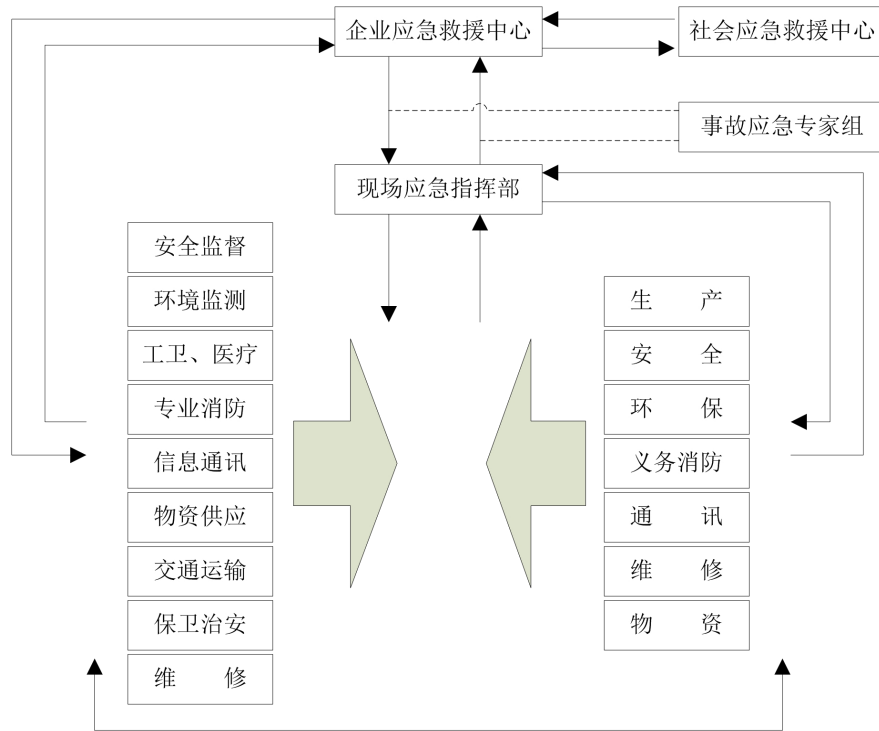 企业应急救援中心
社会应急救援中心
事故应急专家组
现场应急指挥部
安全监督
环境监测
工卫、医疗
专业消防
信息通讯
物资供应
交通运输
保卫治安
维　　修
生　　产
安　　全
环　　保
义务消防
通　　讯
维　　修
物　　资